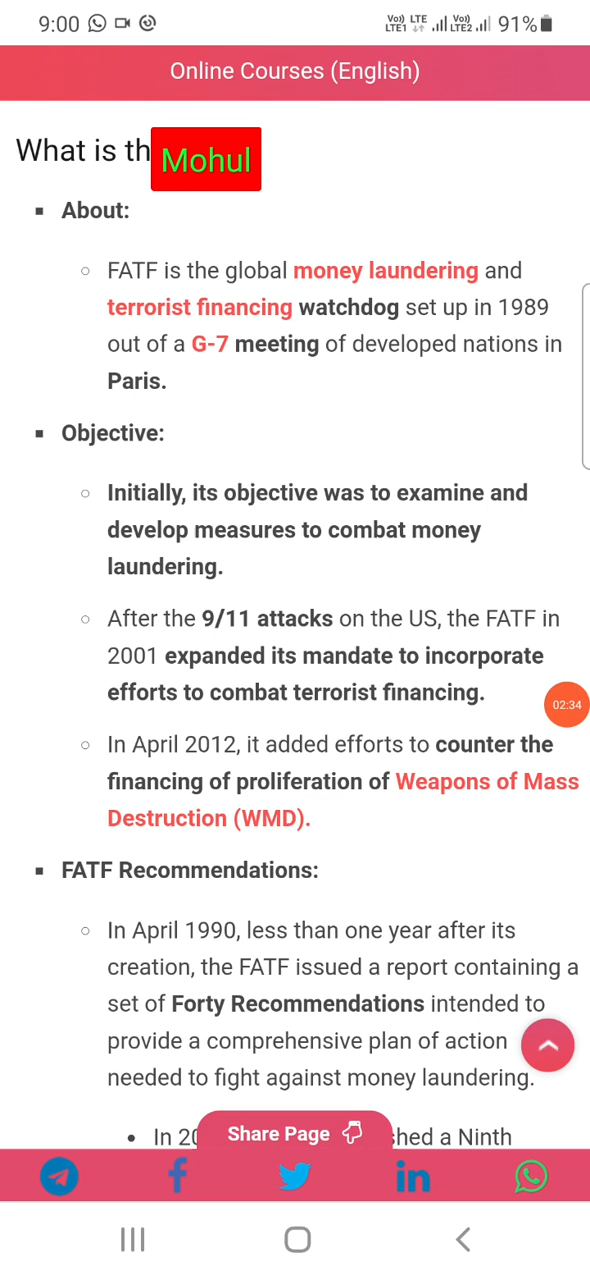 9:00
Vo)) LTE
LTE1
Vo))
LTE2
91%
Online Courses (English)
What is th
Mohul
▪ About:
○ FATF is the global money laundering and
terrorist financing watchdog set up in 1989
out of a G-7 meeting of developed nations in
Paris.
▪ Objective:
○ Initially, its objective was to examine and
develop measures to combat money
laundering.
○ After the 9/11 attacks on the US, the FATF in
2001 expanded its mandate to incorporate
efforts to combat terrorist financing.
02:34
○ In April 2012, it added efforts to counter the
financing of proliferation of Weapons of Mass
Destruction (WMD).
▪ FATF Recommendations:
○ In April 1990, less than one year after its
creation, the FATF issued a report containing a
set of Forty Recommendations intended to
provide a comprehensive plan of action
needed to fight against money laundering.
• In 20
Share Page
hed a Ninth